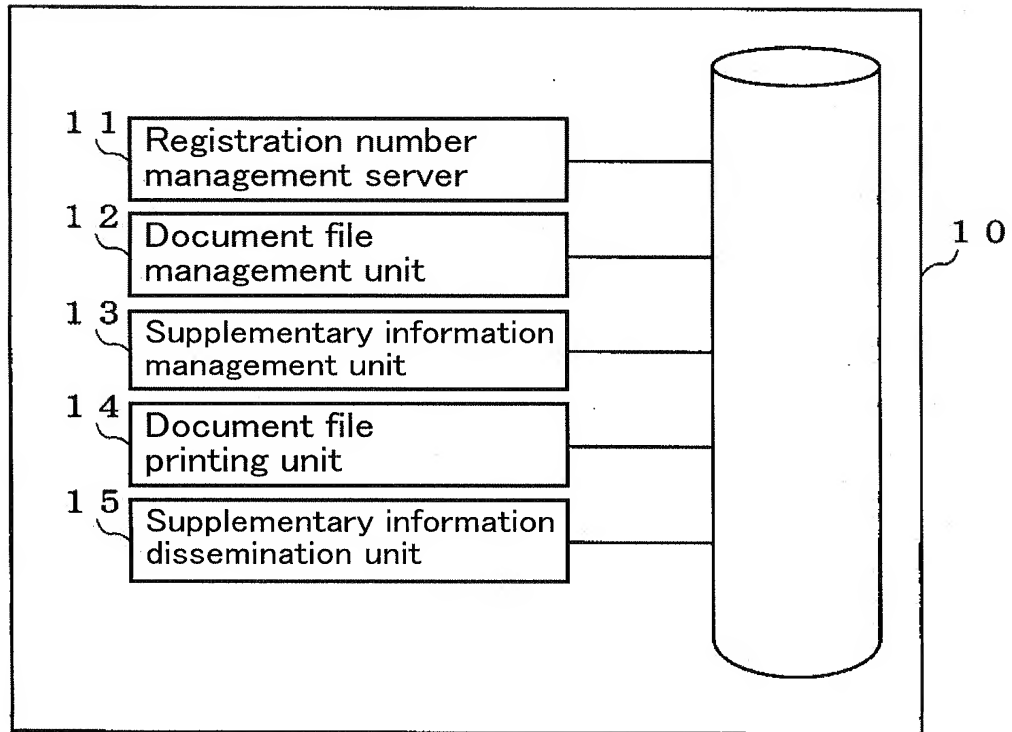 11
Registration number
management server
12
Document file
management unit
10
13
Supplementary information
management unit
14
Document file
printing unit
15
Supplementary information
dissemination unit